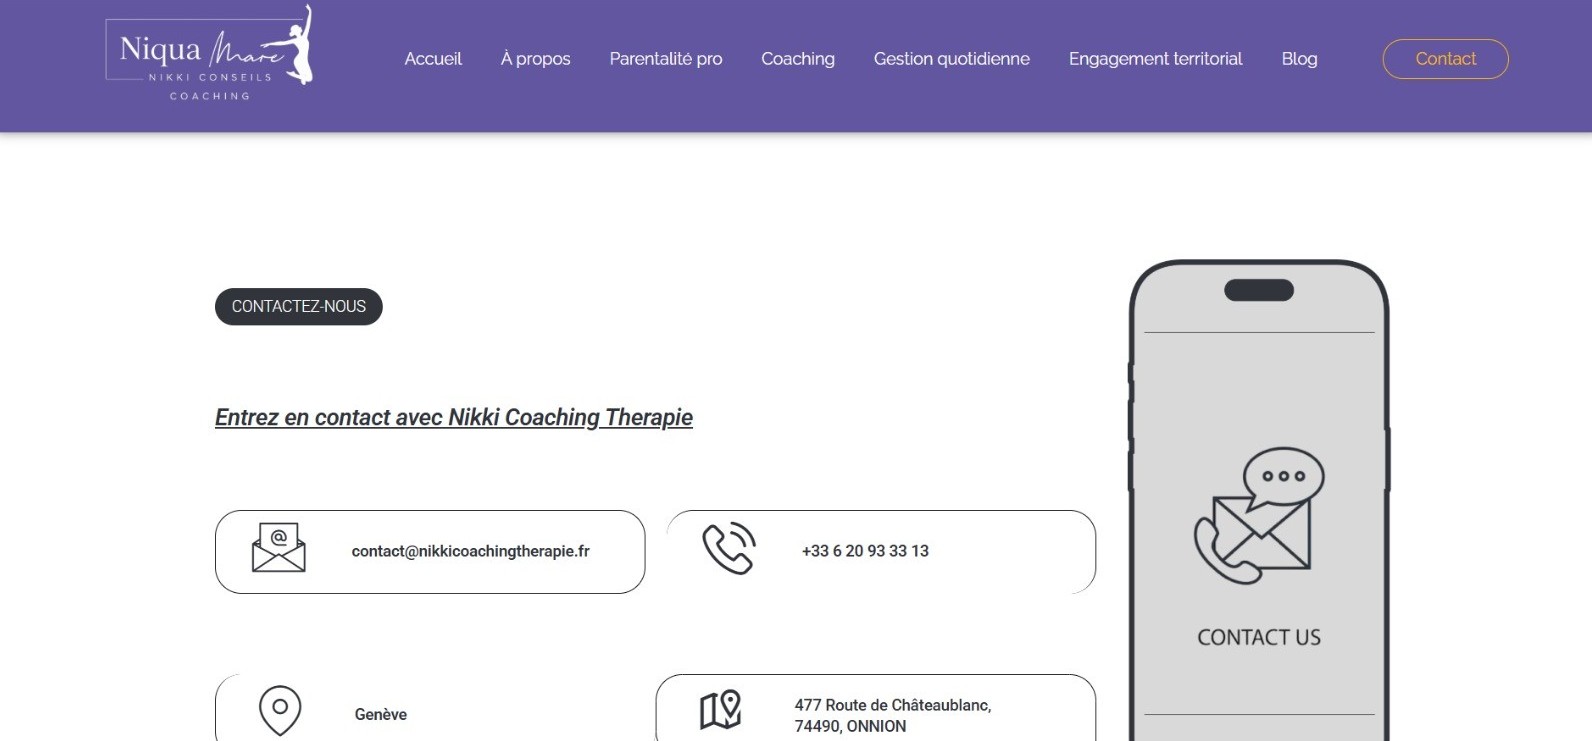 Niqua Marc
NIKKI CONSEILS
COACHING
Accueil
À propos
Parentalité pro
Coaching
Gestion quotidienne
Engagement territorial
Blog
Contact
CONTACTEZ-NOUS
Entrez en contact avec Nikki Coaching Therapie
@
contact@nikkicoachingtherapie.fr
+33 6 20 93 33 13
Genève
477 Route de Châteaublanc,
74490, ONNION
CONTACT US